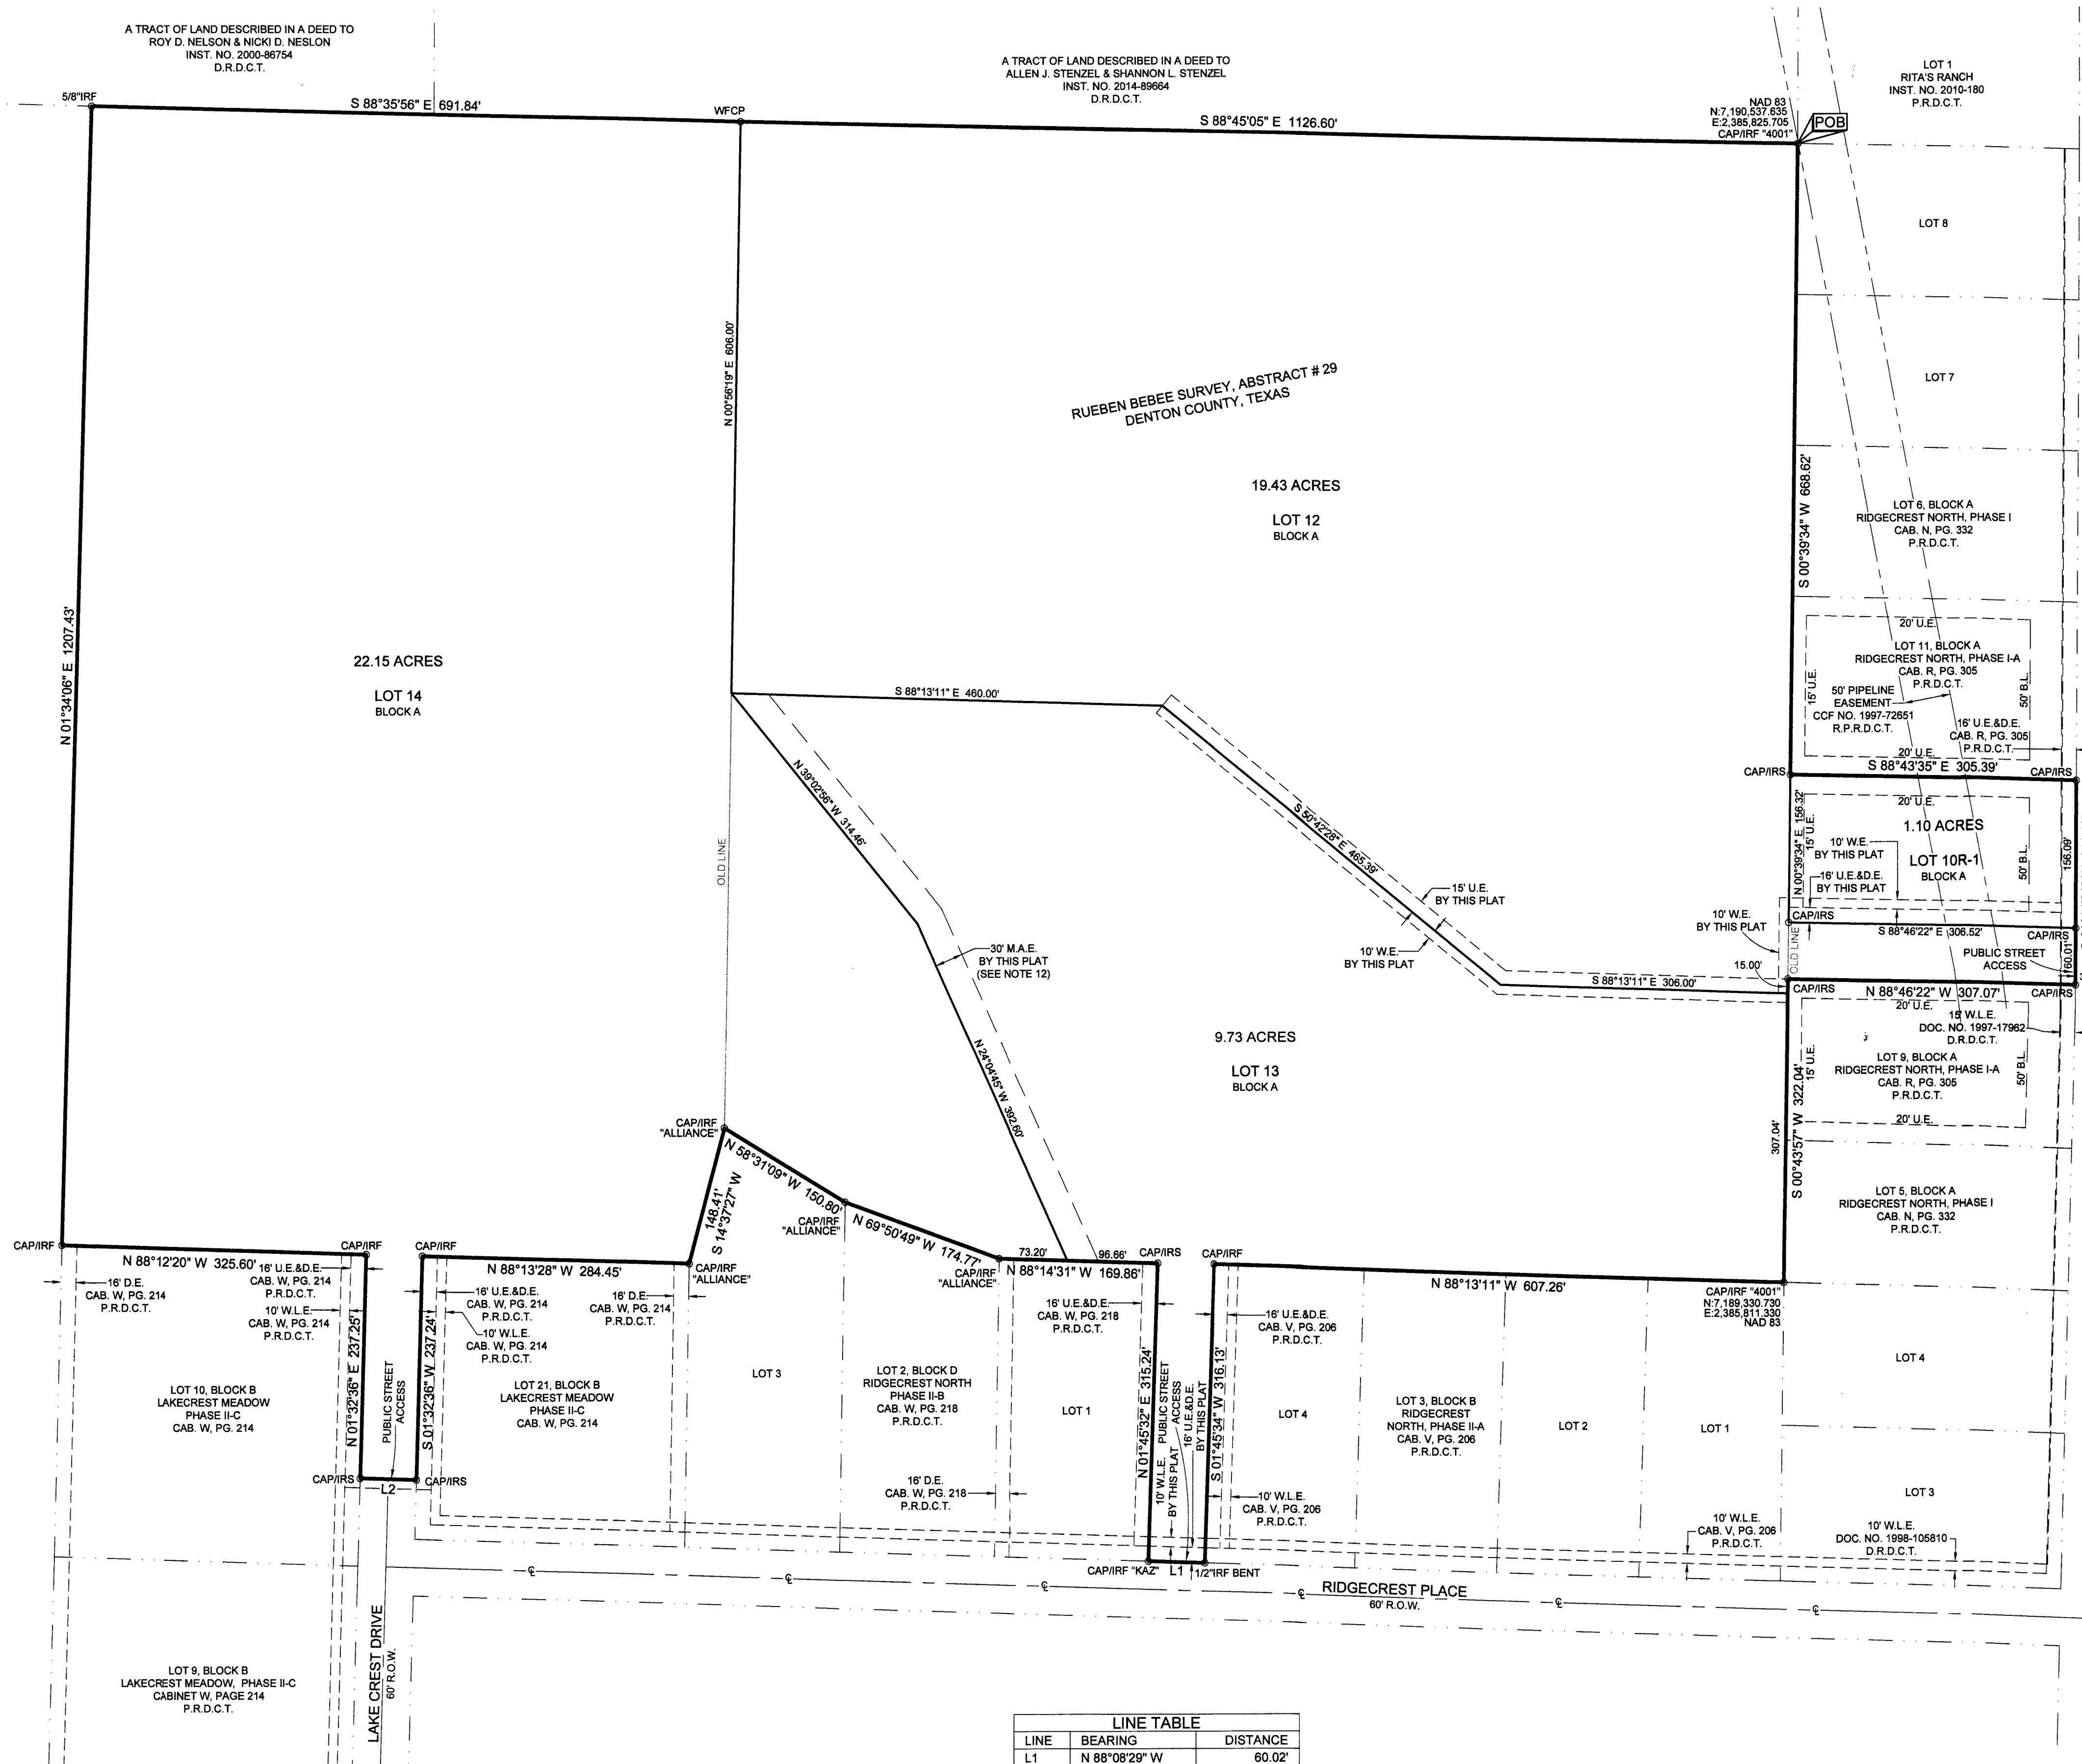 A TRACT OF LAND DESCRIBED IN A DEED TO
ROY D. NELSON & NICKI D. NESLON
INST. NO. 2000-86754
D.R.D.C.T.
A TRACT OF LAND DESCRIBED IN A DEED TO
ALLEN J. STENZEL & SHANNON L. STENZEL
INST. NO. 2014-89664
D.R.D.C.T.
LOT 1
RITA'S RANCH
INST. NO. 2010-180
P.R.D.C.T.
5/8"IRF
S 88°35'56" E 691.84'
WFCP
S 88°45'05" E 1126.60'
NAD 83
N:7,190,537.635
E:2,385,825.705
CAP/IRF "4001"
POB
LOT 8
LOT 7
N 00°56'19" E 606.00'
RUEBEN BEBEE SURVEY, ABSTRACT # 29
DENTON COUNTY, TEXAS
19.43 ACRES
LOT 12
BLOCK A
S 00°39'34" W 668.62'
LOT 6, BLOCK A
RIDGECREST NORTH, PHASE I
CAB. N, PG. 332
P.R.D.C.T.
N 01°34'06" E 1207.43'
22.15 ACRES
LOT 14
BLOCK A
20' U.E.
LOT 11, BLOCK A
RIDGECREST NORTH, PHASE I-A
CAB. R, PG. 305
P.R.D.C.T.
15' U.E.
50' B.L.
50' PIPELINE
EASEMENT
CCF NO. 1997-72651
R.P.R.D.C.T.
16' U.E.&D.E.
CAB. R, PG. 305
P.R.D.C.T.
20' U.E.
S 88°13'11" E 460.00'
S 88°43'35" E 305.39'
CAP/IRS
CAP/IRS
N 39°02'56" W 314.46'
S 50°42'28" E 465.39'
OLD LINE
N 00°39'34" E 156.32'
15' U.E.
20' U.E.
1.10 ACRES
LOT 10R-1
BLOCK A
10' W.E.
BY THIS PLAT
16' U.E.&D.E.
BY THIS PLAT
50' B.L.
156.09'
15' U.E.
BY THIS PLAT
10' W.E.
BY THIS PLAT
10' W.E.
BY THIS PLAT
CAP/IRS
S 88°46'22" E 306.52'
CAP/IRS
OLD LINE
PUBLIC STREET
ACCESS
60.01'
30' M.A.E.
BY THIS PLAT
(SEE NOTE 12)
15.00'
S 88°13'11" E 306.00'
CAP/IRS
N 88°46'22" W 307.07'
CAP/IRS
20' U.E.
15' W.L.E.
DOC. NO. 1997-17962
D.R.D.C.T.
9.73 ACRES
LOT 13
BLOCK A
N 24°04'45" W 392.60'
15' U.E.
LOT 9, BLOCK A
RIDGECREST NORTH, PHASE I-A
CAB. R, PG. 305
P.R.D.C.T.
50' B.L.
20' U.E.
307.04'
S 00°43'57" W 322.04'
CAP/IRF
"ALLIANCE"
N 58°31'09" W 150.80'
148.41'
S 14°37'27" W
CAP/IRF
"ALLIANCE"
N 69°50'49" W 174.77'
LOT 5, BLOCK A
RIDGECREST NORTH, PHASE I
CAB. N, PG. 332
P.R.D.C.T.
CAP/IRF
CAP/IRF
CAP/IRF
N 88°12'20" W 325.60'
N 88°13'28" W 284.45'
CAP/IRF
"ALLIANCE"
CAP/IRF
"ALLIANCE"
73.20'
96.66'
N 88°14'31" W 169.86'
CAP/IRS
CAP/IRF
N 88°13'11" W 607.26'
CAP/IRF "4001"
N:7,189,330.730
E:2,385,811.330
NAD 83
16' D.E.
CAB. W, PG. 214
P.R.D.C.T.
16' U.E.&D.E.
CAB. W, PG. 214
P.R.D.C.T.
10' W.L.E.
CAB. W, PG. 214
P.R.D.C.T.
N 01°32'36" E 237.25'
PUBLIC STREET
ACCESS
S 01°32'36" W 237.24'
16' U.E.&D.E.
CAB. W, PG. 214
P.R.D.C.T.
10' W.L.E.
CAB. W, PG. 214
P.R.D.C.T.
16' D.E.
CAB. W, PG. 214
P.R.D.C.T.
16' U.E.&D.E.
CAB. W, PG. 218
P.R.D.C.T.
16' U.E.&D.E.
CAB. V, PG. 206
P.R.D.C.T.
LOT 10, BLOCK B
LAKECREST MEADOW
PHASE II-C
CAB. W, PG. 214
LOT 21, BLOCK B
LAKECREST MEADOW
PHASE II-C
CAB. W, PG. 214
LOT 3
LOT 2, BLOCK D
RIDGECREST NORTH
PHASE II-B
CAB. W, PG. 218
P.R.D.C.T.
LOT 1
N 01°45'32" E 315.24'
10' W.L.E.
BY THIS PLAT
PUBLIC STREET
ACCESS
16' U.E.&D.E.
BY THIS PLAT
S 01°45'34" W 316.13'
LOT 4
LOT 3, BLOCK B
RIDGECREST
NORTH, PHASE II-A
CAB. V, PG. 206
P.R.D.C.T.
LOT 2
LOT 1
LOT 4
CAP/IRS
L2
CAP/IRS
16' D.E.
CAB. W, PG. 218
P.R.D.C.T.
10' W.L.E.
CAB. V, PG. 206
P.R.D.C.T.
LOT 3
10' W.L.E.
CAB. V, PG. 206
P.R.D.C.T.
10' W.L.E.
DOC. NO. 1998-105810
D.R.D.C.T.
CAP/IRF "KAZ"
L1
1/2"IRF BENT
RIDGECREST PLACE
60' R.O.W.
LAKE CREST DRIVE
60' R.O.W.
LOT 9, BLOCK B
LAKECREST MEADOW, PHASE II-C
CABINET W, PAGE 214
P.R.D.C.T.
LINE TABLE
LINE BEARING DISTANCE
L1 N 88°08'29" W 60.02'